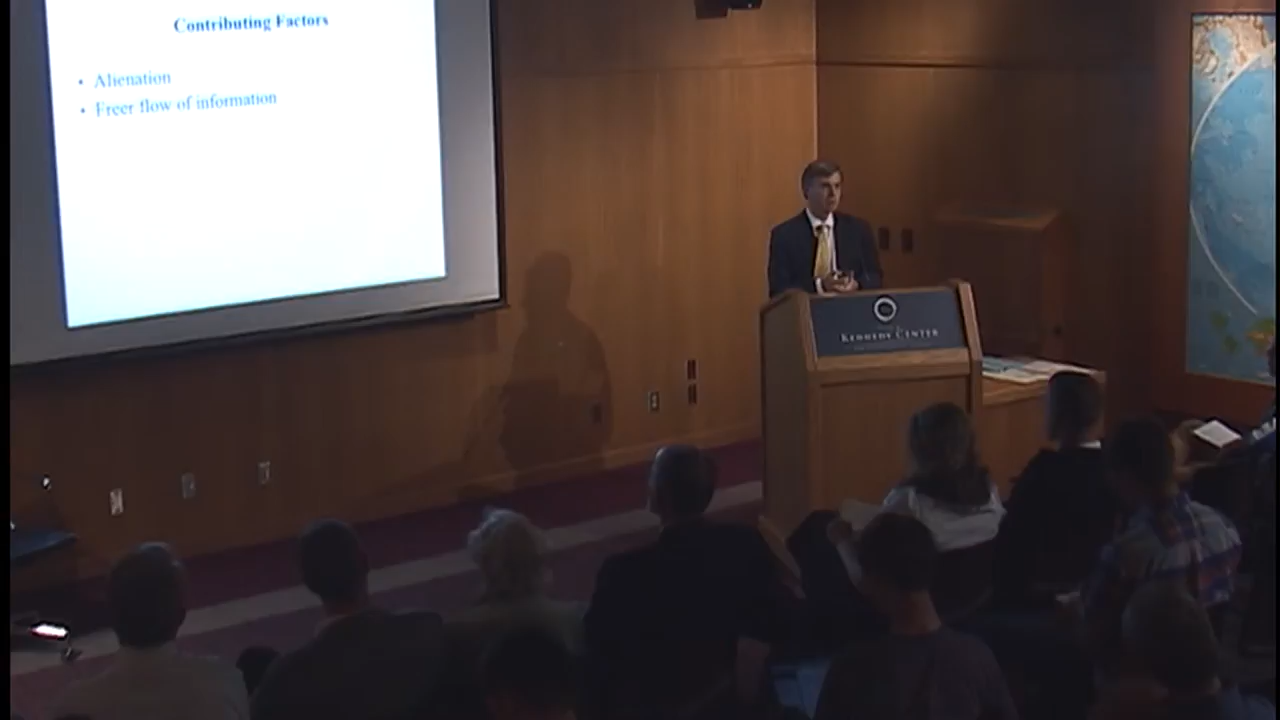 Contributing Factors
• Alienation
• Freer flow of information
KENNEDY CENTER